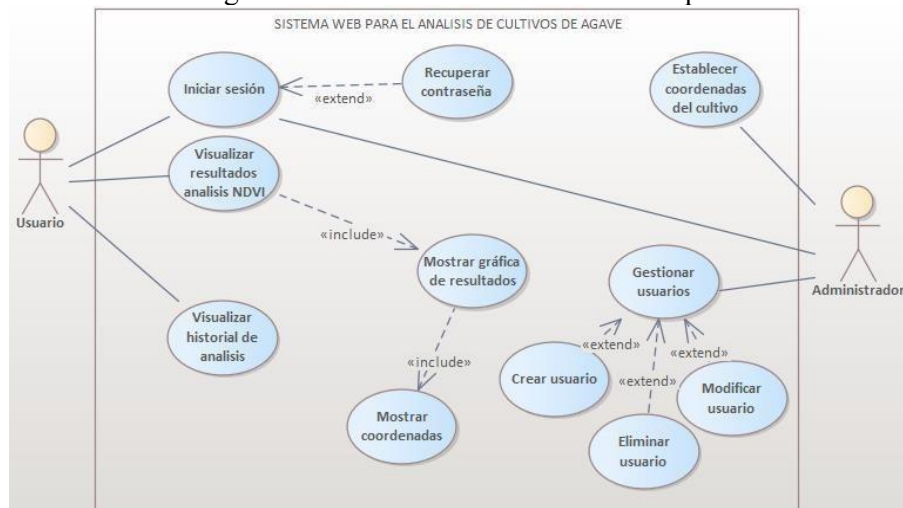 SISTEMA WEB PARA EL ANALISIS DE CULTIVOS DE AGAVE
Iniciar sesión
«extend»
Recuperar
contraseña
Establecer
coordenadas
del cultivo
Usuario
Visualizar
resultados
analisis NDVI
«include»
Mostrar gráfica
de resultados
Gestionar
usuarios
Administrador
Visualizar
historial de
analisis
«include»
Mostrar
coordenadas
Crear usuario
«extend»
«extend»
«extend»
Modificar
usuario
Eliminar
usuario